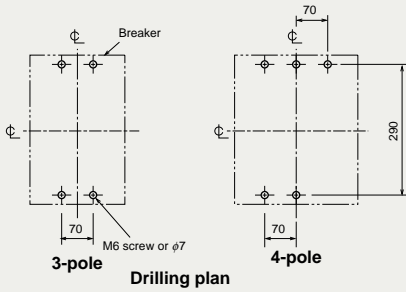 70
℄
Breaker
℄
℄
℄
290
70
M6 screw or ϕ7
3-pole
70
4-pole
Drilling plan